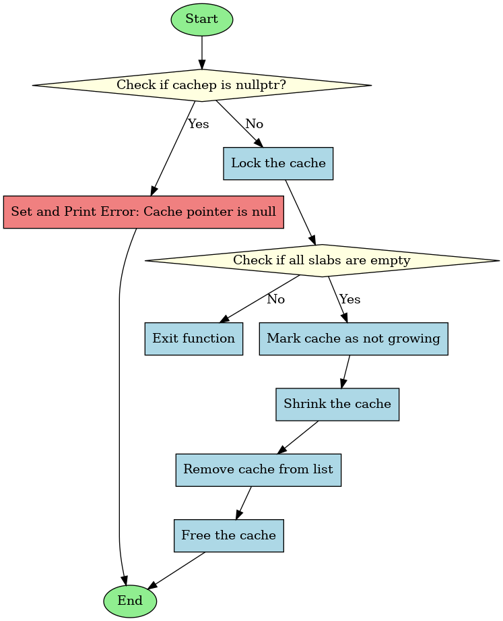 Start
Check if cachep is nullptr?
Yes
No
Lock the cache
Set and Print Error: Cache pointer is null
Check if all slabs are empty
No
Yes
Exit function
Mark cache as not growing
Shrink the cache
Remove cache from list
Free the cache
End